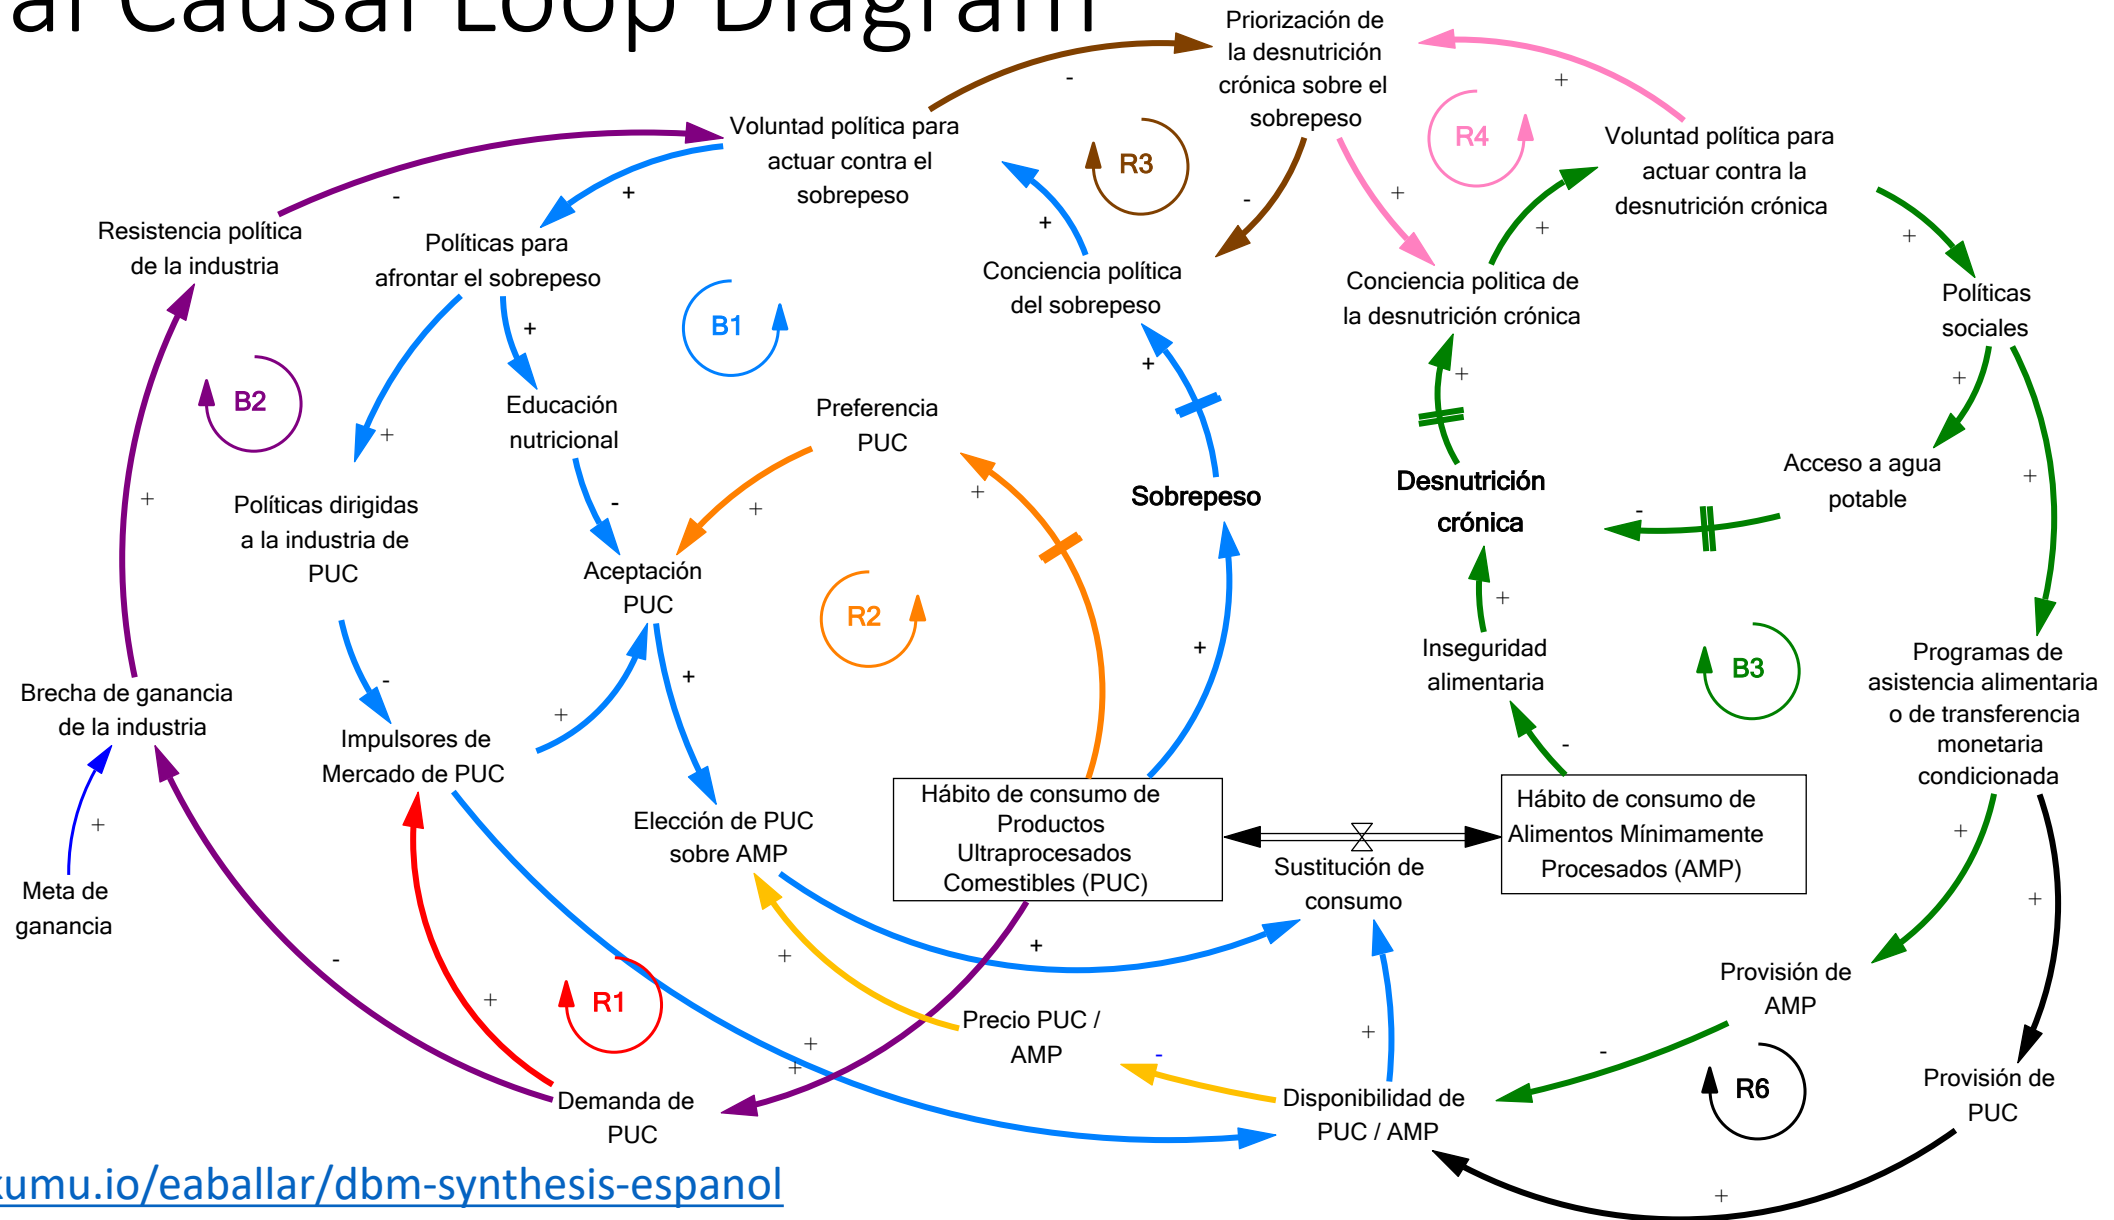 al Causal Loop Diagram
Priorización de
la desnutrición
crónica sobre el
sobrepeso
-
+
R3
R4
Voluntad política para
actuar contra el
sobrepeso
Voluntad política para
actuar contra la
desnutrición crónica
-
+
+
-
+
+
+
Resistencia política
de la industria
Políticas para
afrontar el sobrepeso
Conciencia política
del sobrepeso
Conciencia politica de
la desnutrición crónica
Políticas
sociales
B1
+
+
+
+
B2
Educación
nutricional
Preferencia
PUC
+
Acceso a agua
potable
+
Sobrepeso
Desnutrición
crónica
+
+
-
+
-
Políticas dirigidas
a la industria de
PUC
Aceptación
PUC
R2
+
Inseguridad
alimentaria
B3
Programas de
asistencia alimentaria
o de transferencia
monetaria
condicionada
+
+
-
Brecha de ganancia
de la industria
+
-
Impulsores de
Mercado de PUC
Elección de PUC
sobre AMP
Hábito de consumo de
Productos
Ultraprocesados
Comestibles (PUC)
Hábito de consumo de
Alimentos Mínimamente
Procesados (AMP)
Sustitución de
consumo
+
+
+
Meta de
ganancia
-
+
+
+
R1
Provisión de
AMP
Precio PUC /
AMP
+
+
+
-
-
Demanda de
PUC
Disponibilidad de
PUC / AMP
R6
Provisión de
PUC
+
kumu.io/eaballar/dbm-synthesis-espanol